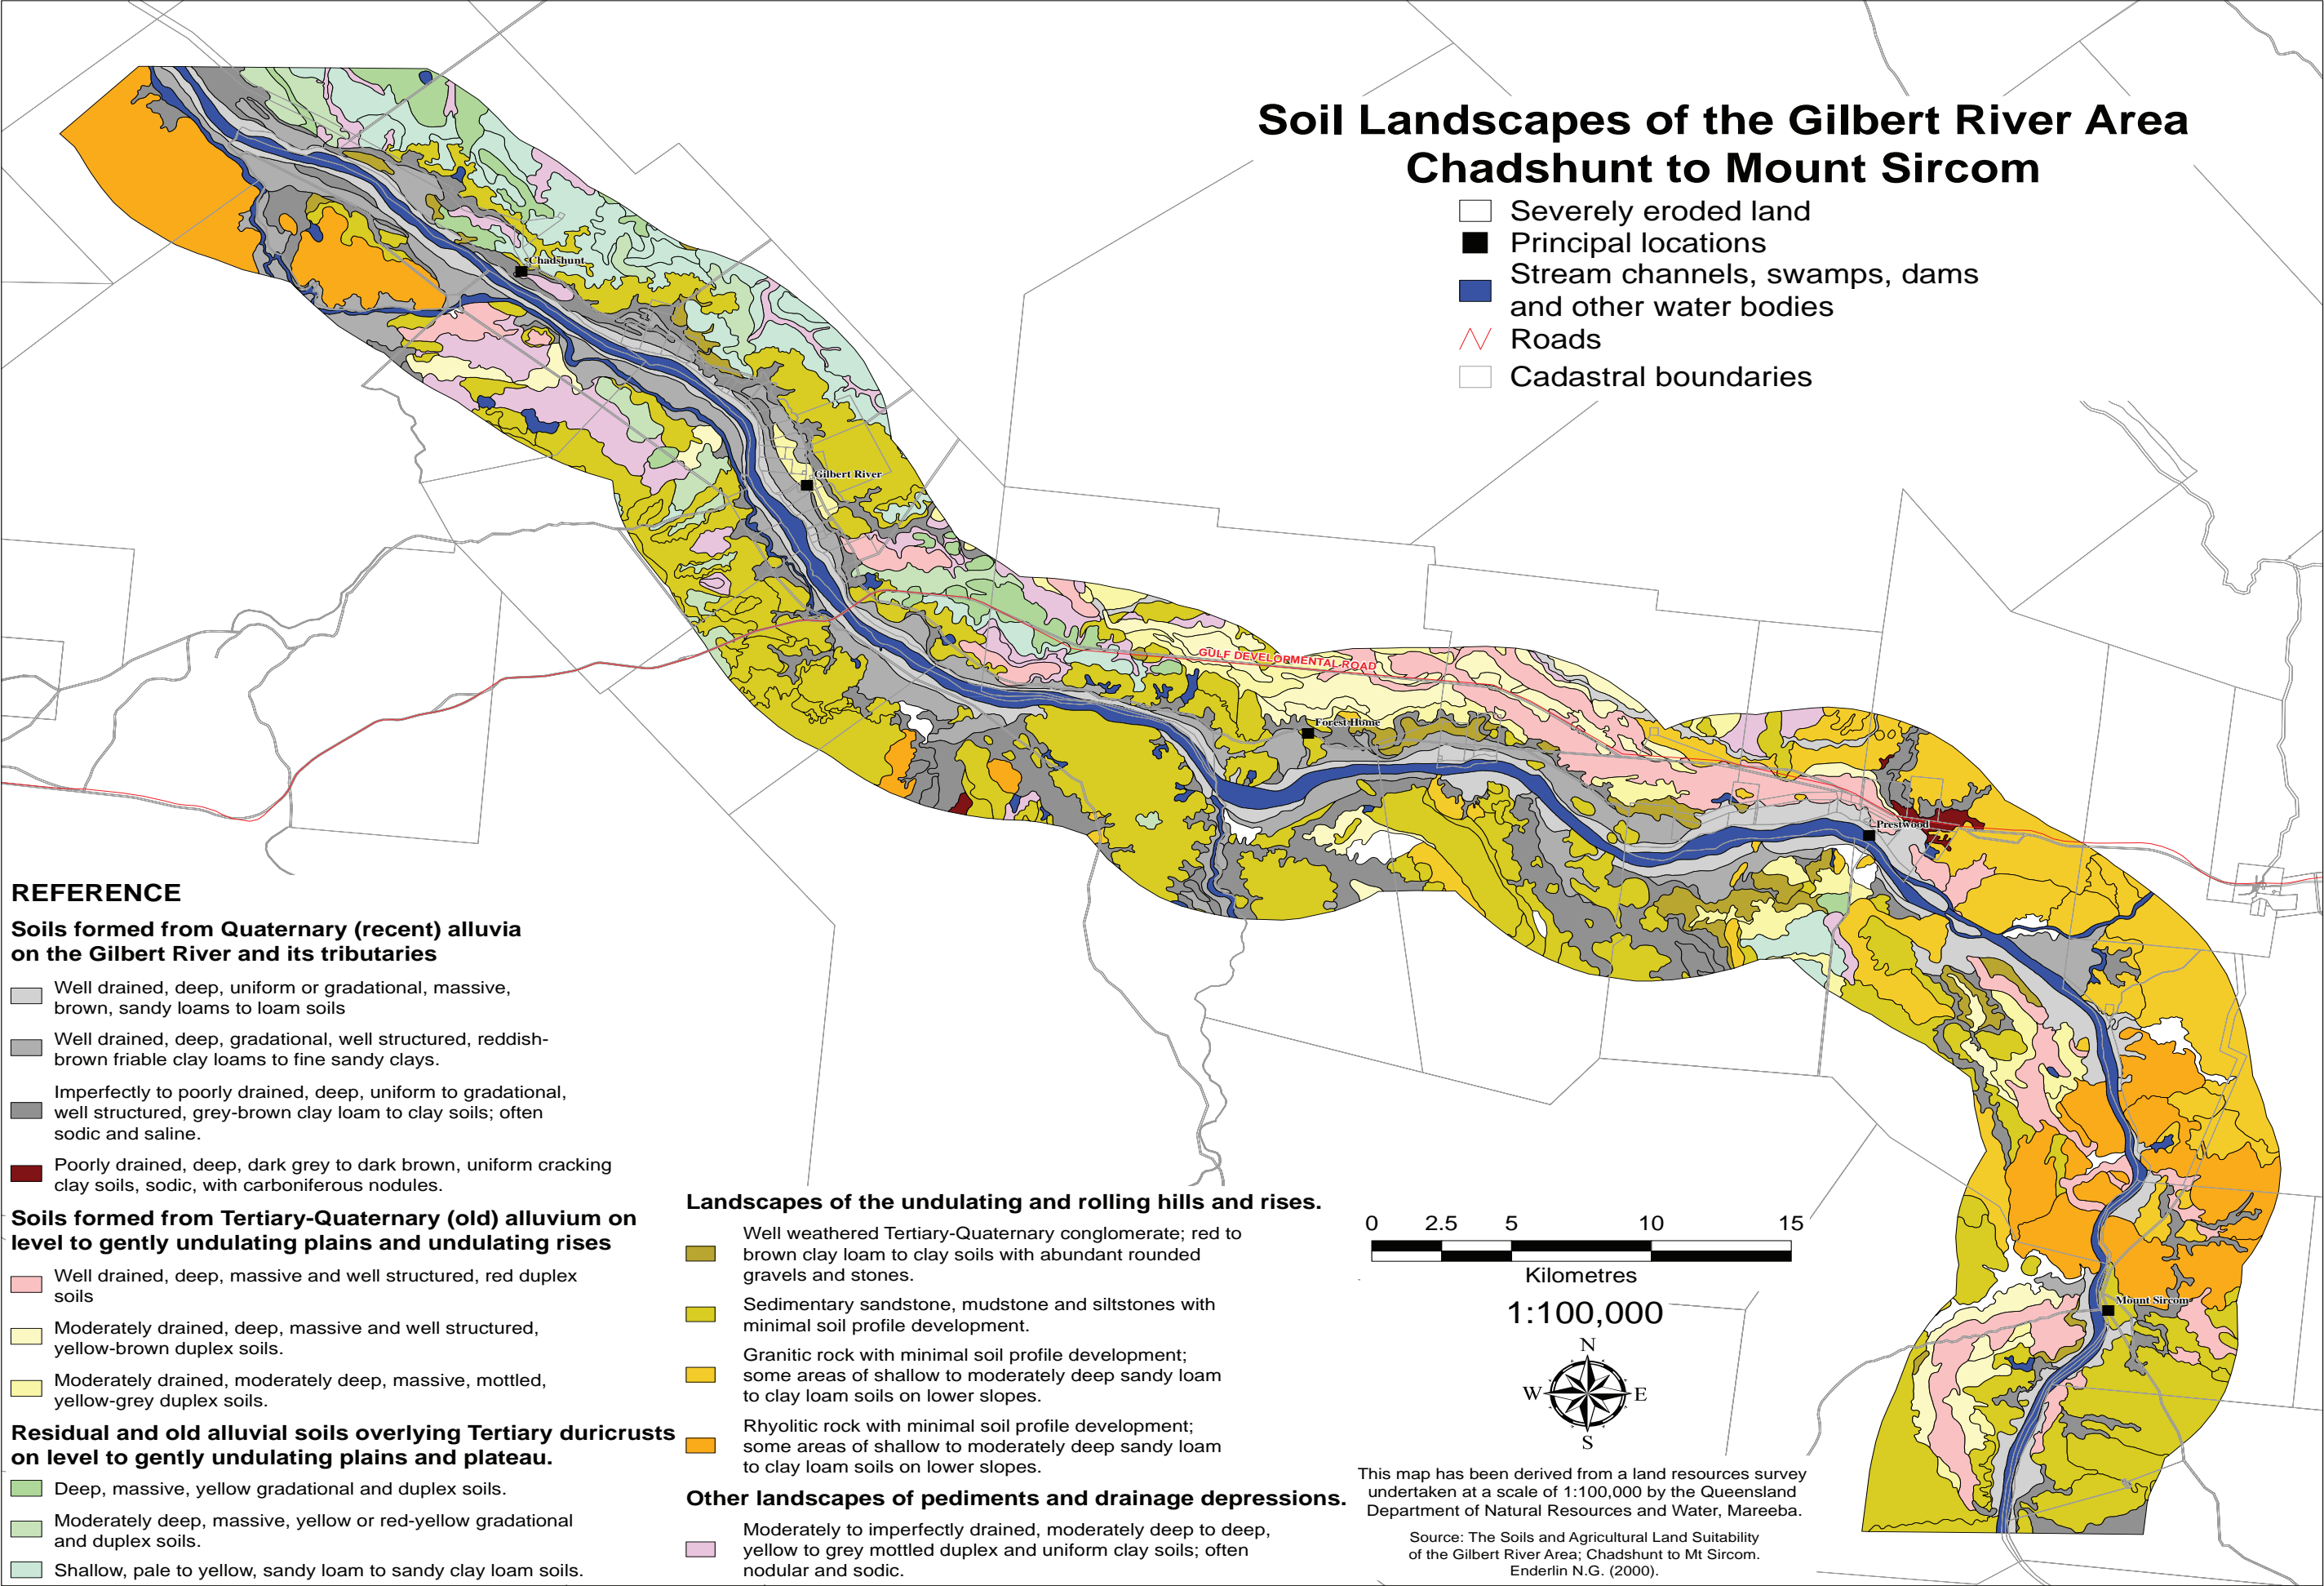 Soil Landscapes of the Gilbert River Area
Chadshunt to Mount Sircom
Severely eroded land
Principal locations
Stream channels, swamps, dams
and other water bodies
Roads
Cadastral boundaries
Chadshunt
Gilbert River
GULF DEVELOPMENTAL ROAD
Forest Home
Prestwood
Mount Sircom
REFERENCE
Soils formed from Quaternary (recent) alluvia
on the Gilbert River and its tributaries
Well drained, deep, uniform or gradational, massive,
brown, sandy loams to loam soils
Well drained, deep, gradational, well structured, reddish-
brown friable clay loams to fine sandy clays.
Imperfectly to poorly drained, deep, uniform to gradational,
well structured, grey-brown clay loam to clay soils; often
sodic and saline.
Poorly drained, deep, dark grey to dark brown, uniform cracking
clay soils, sodic, with carboniferous nodules.
Soils formed from Tertiary-Quaternary (old) alluvium on
level to gently undulating plains and undulating rises
Well drained, deep, massive and well structured, red duplex
soils
Moderately drained, deep, massive and well structured,
yellow-brown duplex soils.
Moderately drained, moderately deep, massive, mottled,
yellow-grey duplex soils.
Residual and old alluvial soils overlying Tertiary duricrusts
on level to gently undulating plains and plateau.
Deep, massive, yellow gradational and duplex soils.
Moderately deep, massive, yellow or red-yellow gradational
and duplex soils.
Shallow, pale to yellow, sandy loam to sandy clay loam soils.
Landscapes of the undulating and rolling hills and rises.
Well weathered Tertiary-Quaternary conglomerate; red to
brown clay loam to clay soils with abundant rounded
gravels and stones.
Sedimentary sandstone, mudstone and siltstones with
minimal soil profile development.
Granitic rock with minimal soil profile development;
some areas of shallow to moderately deep sandy loam
to clay loam soils on lower slopes.
Rhyolitic rock with minimal soil profile development;
some areas of shallow to moderately deep sandy loam
to clay loam soils on lower slopes.
Other landscapes of pediments and drainage depressions.
Moderately to imperfectly drained, moderately deep to deep,
yellow to grey mottled duplex and uniform clay soils; often
nodular and sodic.
0 2.5 5 10 15
Kilometres
1:100,000
N
W E
S
This map has been derived from a land resources survey
undertaken at a scale of 1:100,000 by the Queensland
Department of Natural Resources and Water, Mareeba.
Source: The Soils and Agricultural Land Suitability
of the Gilbert River Area; Chadshunt to Mt Sircom.
Enderlin N.G. (2000).